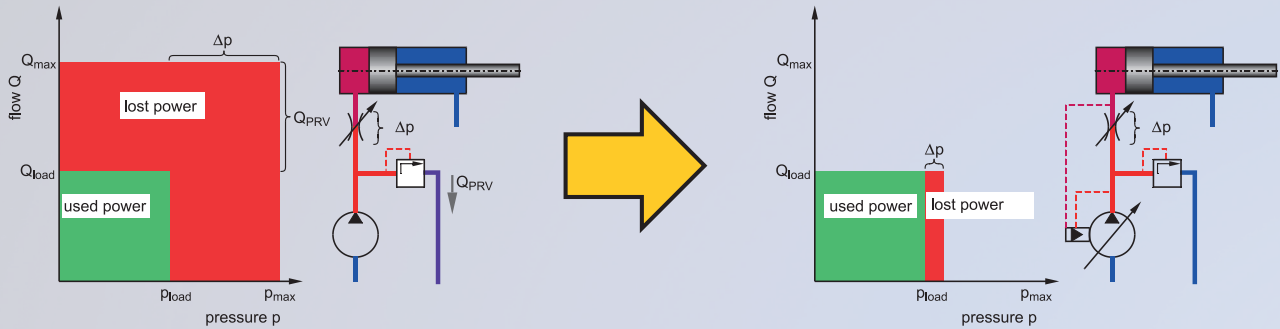 Δp
Qmax
flow Q
lost power
QPRV
Δp
Qload
used power
QPRV
pload
pmax
pressure p
Qmax
flow Q
Δp
Δp
Qload
used power
lost power
pload
pmax
pressure p